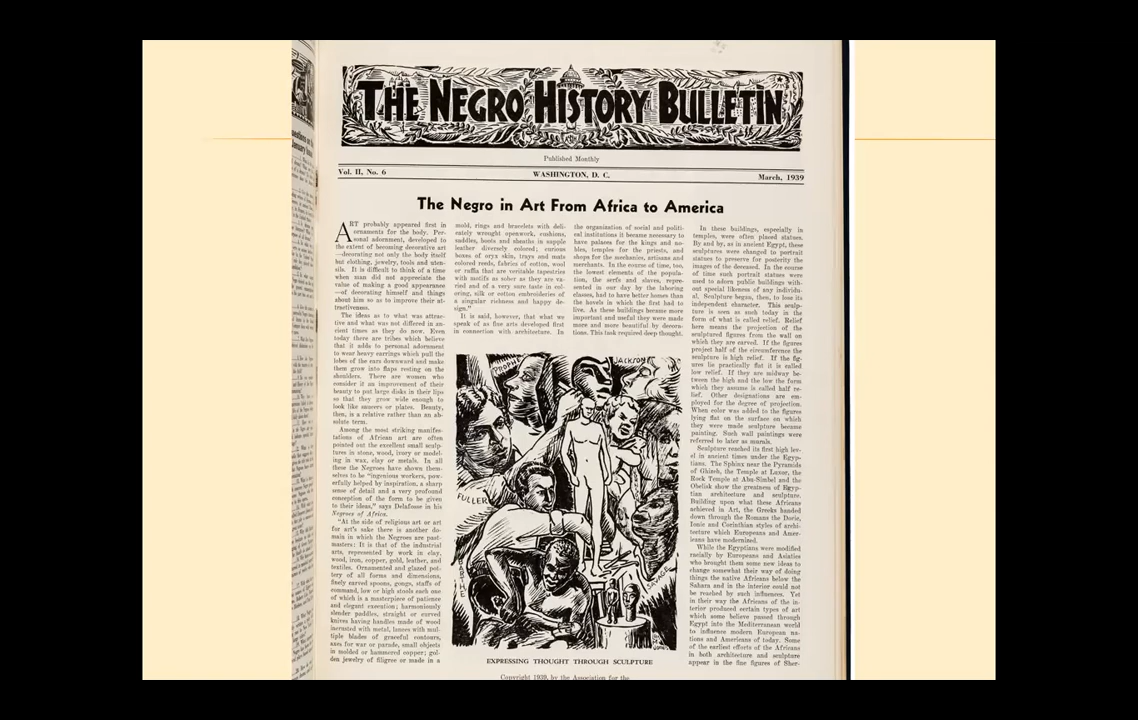 THE NEGRO HISTORY BULLETIN
Published Monthly
Vol. II, No. 6
WASHINGTON, D. C.
March, 1939
The Negro in Art From Africa to America
ART probably appeared first in
ornaments for the body. Per-
sonal adornment, developed to
the extent of becoming decorative art
—decorating not only the body itself
but clothing, jewelry, tools and uten-
sils. It is difficult to think of a time
when man did not appreciate the
value of making a good appearance
—of decorating himself and things
about him so as to improve their at-
tractiveness.
The ideas as to what was attrac-
tive and what was not differed in an-
cient times as they do now. Even
today there are tribes which believe
that it adds to personal adornment
to wear heavy earrings which pull the
lobes of the ears downward and make
them grow into flaps resting on the
shoulders. There are women who
consider it an improvement of their
beauty to put large disks in their lips
so that they grow wide enough to
look like saucers or plates. Beauty,
then, is a relative rather than an ab-
solute term.
Among the most striking manifes-
tations of African art are often
pointed out the excellent small sculp-
tures in stone, wood, ivory or model-
ing in wax, clay or metals. In all
these the Negroes have shown them-
selves to be "ingenious workers, pow-
erfully helped by inspiration, a sharp
sense of detail and a very profound
conception of the form to be given
to their ideas," says Delafosse in his
Negroes of Africa.
"At the side of religious art or art
for art's sake there is another do-
main in which the Negroes are past-
masters: It is that of the industrial
arts, represented by work in clay,
wood, iron, copper, gold, leather, and
textiles. Ornamented and glazed pot-
tery of all forms and dimensions,
finely carved spoons, gongs, staffs of
command, low or high stools each one
of which is a masterpiece of patience
and elegant execution; harmoniously
slender paddles, straight or curved
knives having handles made of wood
incrusted with metal, lances with mul-
tiple blades of graceful contours,
axes for war or parade, small objects
in molded or hammered copper; gol-
den jewelry of filigree or made in a
mold, rings and bracelets with deli-
cately wrought openwork, cushions,
saddles, boots and sheaths in supple
leather diversely colored; curious
boxes of oryx skin, trays and mats
colored reeds, fabrics of cotton, wool
or raffia that are veritable tapestries
with motifs as sober as they are va-
ried and of a very sure taste in col-
oring, silk or cotton embroideries of
a singular richness and happy de-
sign."
It is said, however, that what we
speak of as fine arts developed first
in connection with architecture. In
the organization of social and politi-
cal institutions it became necessary to
have palaces for the kings and no-
bles, temples for the priests, and
shops for the mechanics, artisans and
merchants. In the course of time, too,
the lowest elements of the popula-
tion, the serfs and slaves, repre-
sented in our day by the laboring
classes, had to have better homes than
the hovels in which they first had to
live. As these buildings became more
important and useful they were made
more and more beautiful by decora-
tions. This task required deep thought.
PROPHET
JACKSON
FULLER
SAVAGE
EXPRESSING THOUGHT THROUGH SCULPTURE
Copyright 1939, by the Association for the
In these buildings, especially in
temples, were often placed statues.
By and by, as in ancient Egypt, these
sculptures were changed to portrait
statues to preserve for posterity the
images of the deceased. In the course
of time such portrait statues were
used to adorn public buildings with-
out special likeness of any individu-
al. Sculpture began, then, to lose its
independent character. This sculp-
ture is seen as such today in the
form of what is called relief. Relief
here means the projection of the
sculptured figures from the wall on
which they are carved. If the figures
project half of the circumference the
sculpture is high relief. If the fig-
ures lie practically flat it is called
low relief. If they are midway be-
tween the high and the low the form
which they assume is called half re-
lief. Other designations are em-
ployed for the degree of projection.
When color was added to the figures
lying flat on the surface on which
they were made sculpture became
painting. Such wall paintings were
referred to later as murals.
Sculpture reached its first high lev-
el in ancient times under the Egyp-
tians. The Sphinx near the Pyramids
of Ghizeh, the Temple at Luxor, the
Rock Temple at Abu-Simbel and the
Obelisk show the greatness of Egyp-
tian architecture and sculpture.
Building upon what these Africans
achieved in Art, the Greeks handed
down through the Romans the Doric,
Ionic and Corinthian styles of archi-
tecture which Europeans and Amer-
icans have modernized.
While the Egyptians were modified
racially by Europeans and Asiatics
who brought them some new ideas to
change somewhat their way of doing
things the native Africans below the
Sahara and in the interior could not
be reached by such influences. Yet
in their way the Africans of the in-
terior produced certain types of art
which some believe passed through
Egypt into the Mediterranean world
to influence modern European na-
tions and Americans of today. Some
of the earliest efforts of the Africans
in both architecture and sculpture
appear in the fine figures of Sher-